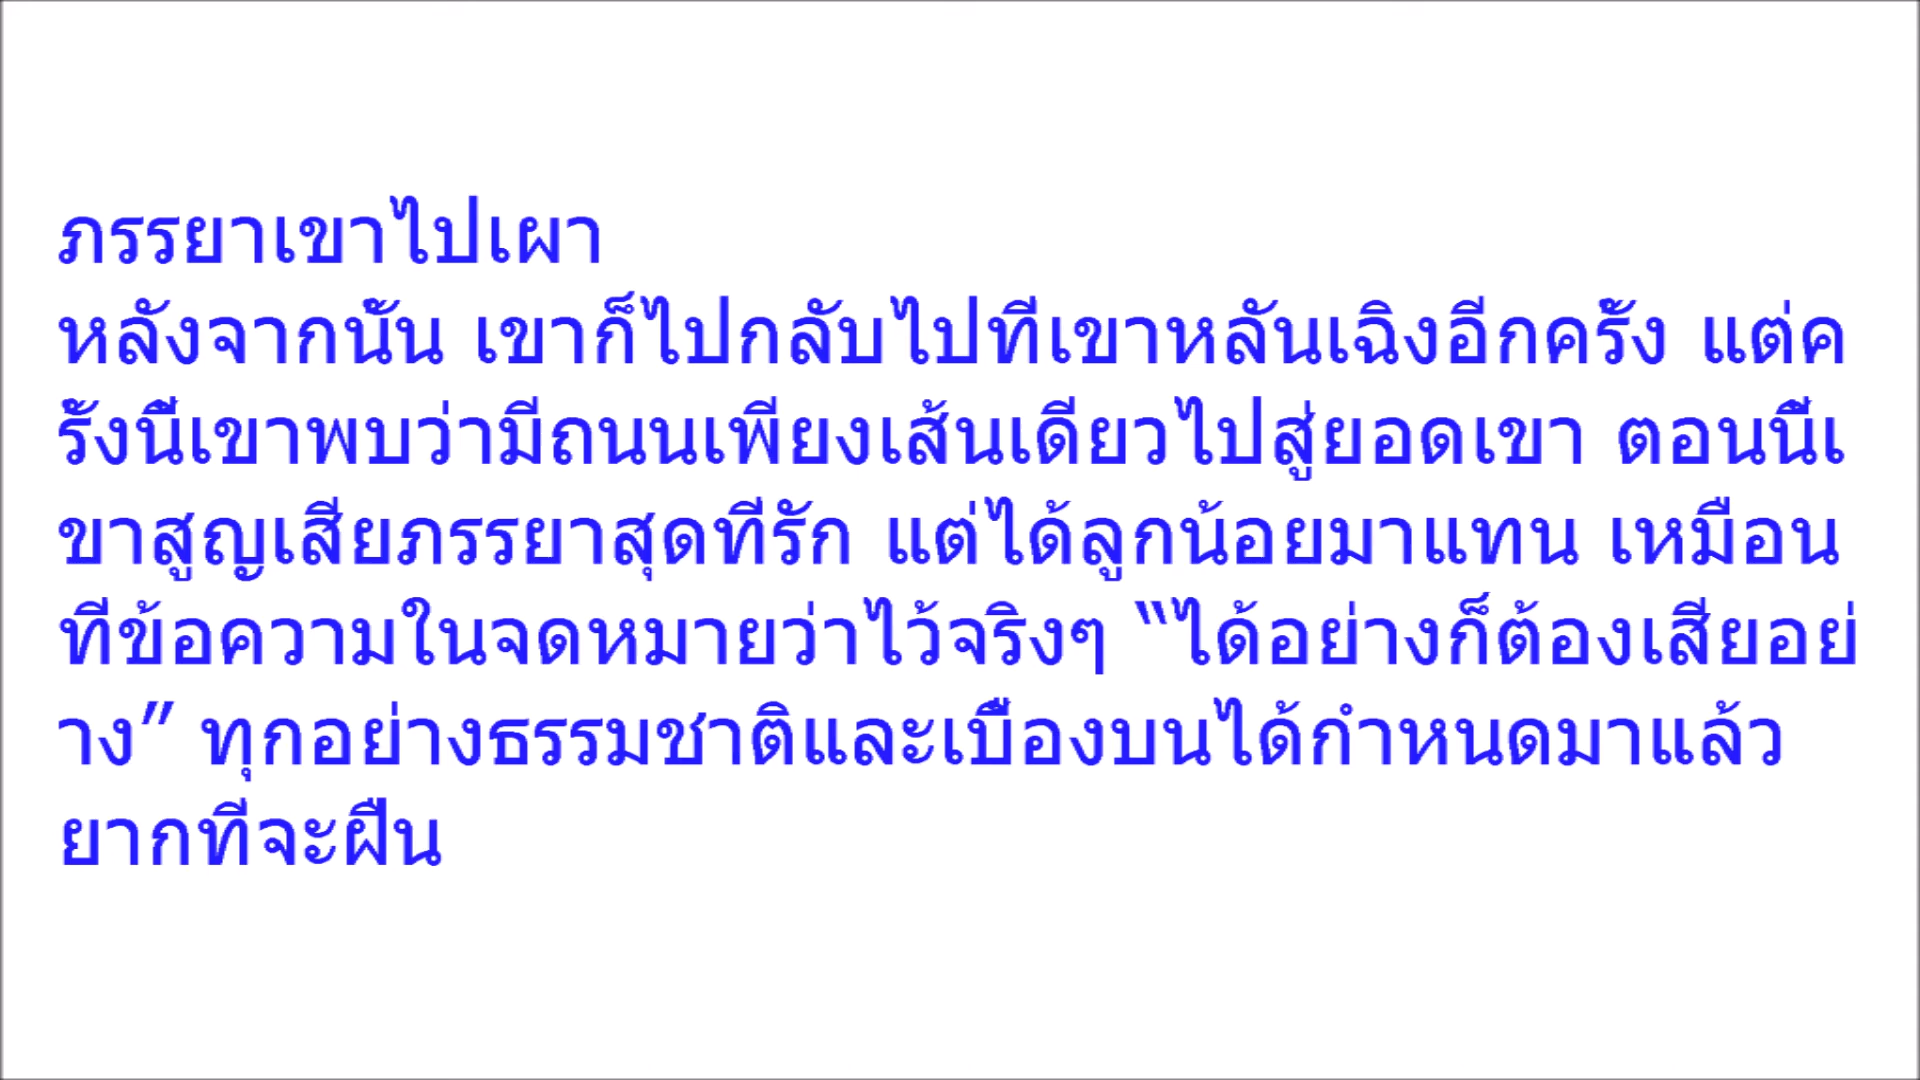 ภรรยาเขาไปเผา
หลังจากนั้น เขาก็ไปกลับไปที่เขาหลันเฉิงอีกครั้ง แต่ค
รั้งนี้เขาพบว่ามีถนนเพียงเส้นเดียวไปสู่ยอดเขา ตอนนี้เ
ขาสูญเสียภรรยาสุดที่รัก แต่ได้ลูกน้อยมาแทน เหมือน
ที่ข้อความในจดหมายว่าไว้จริงๆ “ได้อย่างก็ต้องเสียอย่
าง” ทุกอย่างธรรมชาติและเบื้องบนได้กำหนดมาแล้ว
ยากที่จะฝืน